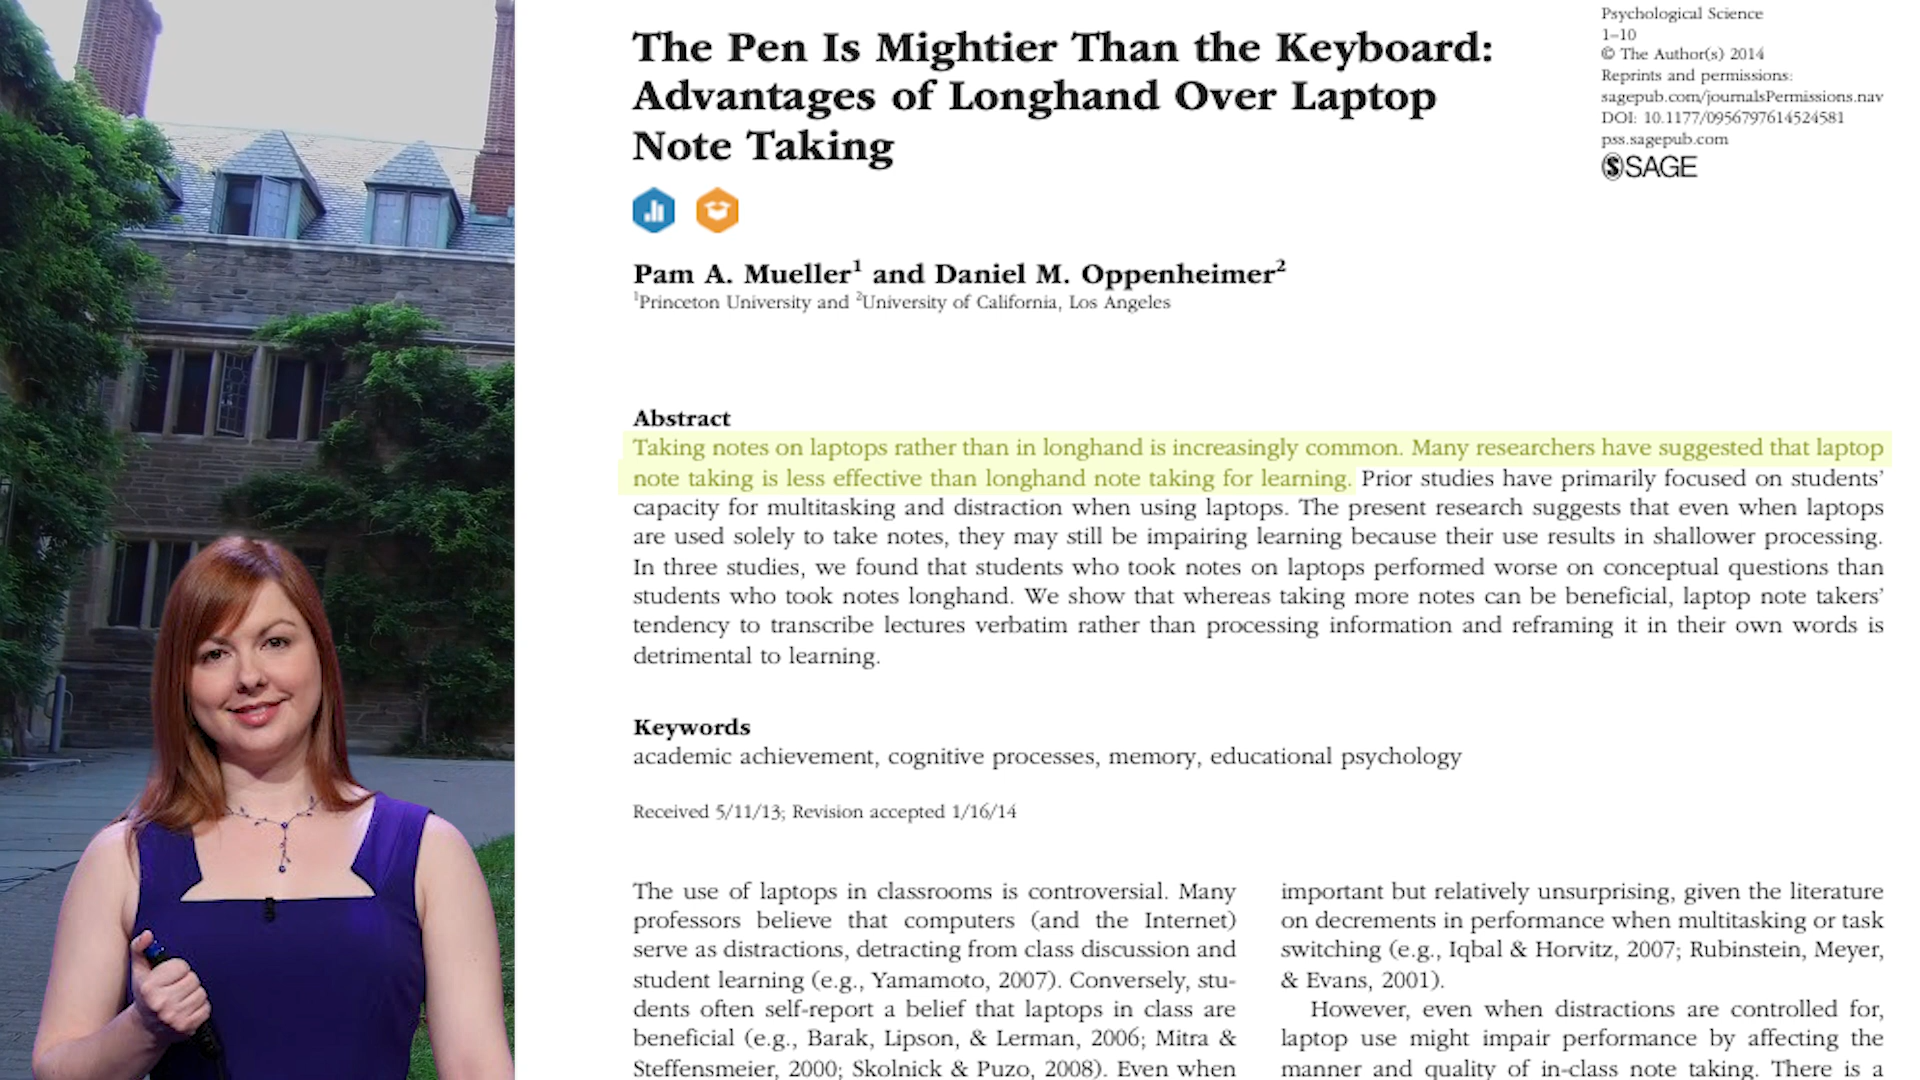 The Pen Is Mightier Than the Keyboard:
Advantages of Longhand Over Laptop
Note Taking
Psychological Science
1–10
© The Author(s) 2014
Reprints and permissions:
sagepub.com/journalsPermissions.nav
DOI: 10.1177/0956797614524581
pss.sagepub.com
SAGE
Pam A. Mueller¹ and Daniel M. Oppenheimer²
¹Princeton University and ²University of California, Los Angeles
Abstract
Taking notes on laptops rather than in longhand is increasingly common. Many researchers have suggested that laptop
note taking is less effective than longhand note taking for learning. Prior studies have primarily focused on students’
capacity for multitasking and distraction when using laptops. The present research suggests that even when laptops
are used solely to take notes, they may still be impairing learning because their use results in shallower processing.
In three studies, we found that students who took notes on laptops performed worse on conceptual questions than
students who took notes longhand. We show that whereas taking more notes can be beneficial, laptop note takers’
tendency to transcribe lectures verbatim rather than processing information and reframing it in their own words is
detrimental to learning.
Keywords
academic achievement, cognitive processes, memory, educational psychology
Received 5/11/13; Revision accepted 1/16/14
The use of laptops in classrooms is controversial. Many
professors believe that computers (and the Internet)
serve as distractions, detracting from class discussion and
student learning (e.g., Yamamoto, 2007). Conversely, stu-
dents often self-report a belief that laptops in class are
beneficial (e.g., Barak, Lipson, & Lerman, 2006; Mitra &
Steffensmeier, 2000; Skolnick & Puzo, 2008). Even when
important but relatively unsurprising, given the literature
on decrements in performance when multitasking or task
switching (e.g., Iqbal & Horvitz, 2007; Rubinstein, Meyer,
& Evans, 2001).
However, even when distractions are controlled for,
laptop use might impair performance by affecting the
manner and quality of in-class note taking. There is a